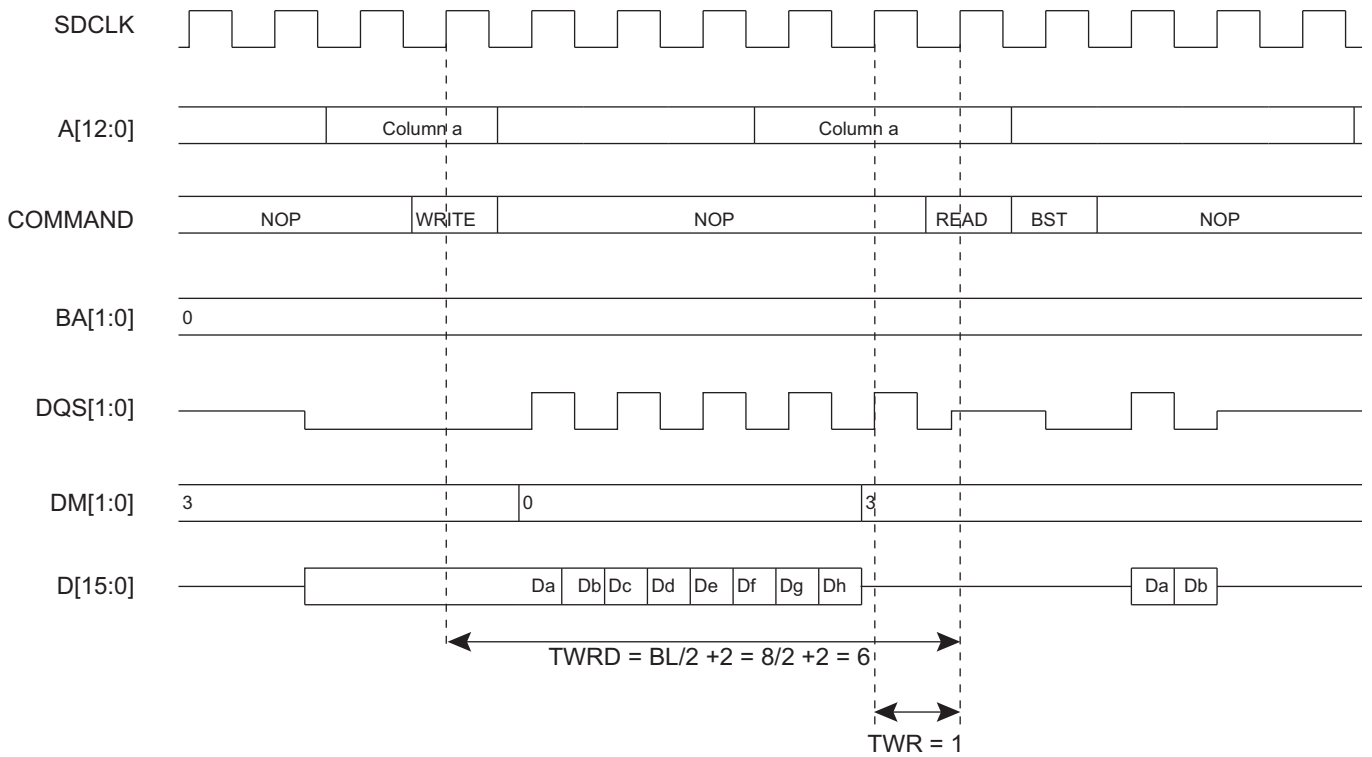 SDCLK
A[12:0] Column a Column a
COMMAND NOP WRITE NOP READ BST NOP
BA[1:0] 0
DQS[1:0]
DM[1:0] 3 0 3
D[15:0] Da Db Dc Dd De Df Dg Dh Da Db
TWRD = BL/2 +2 = 8/2 +2 = 6
TWR = 1